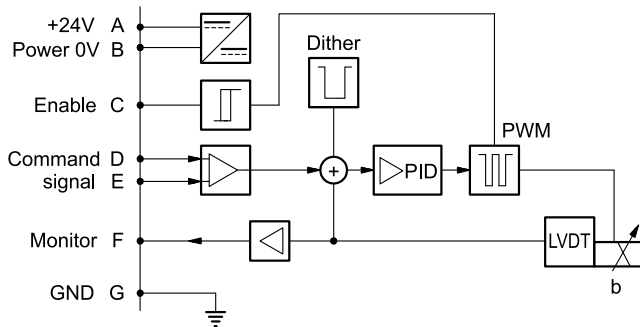 +24V A
Power 0V B
Dither
Enable C
PWM
Command D
signal E
+
PID
Monitor F
LVDT
b
GND G